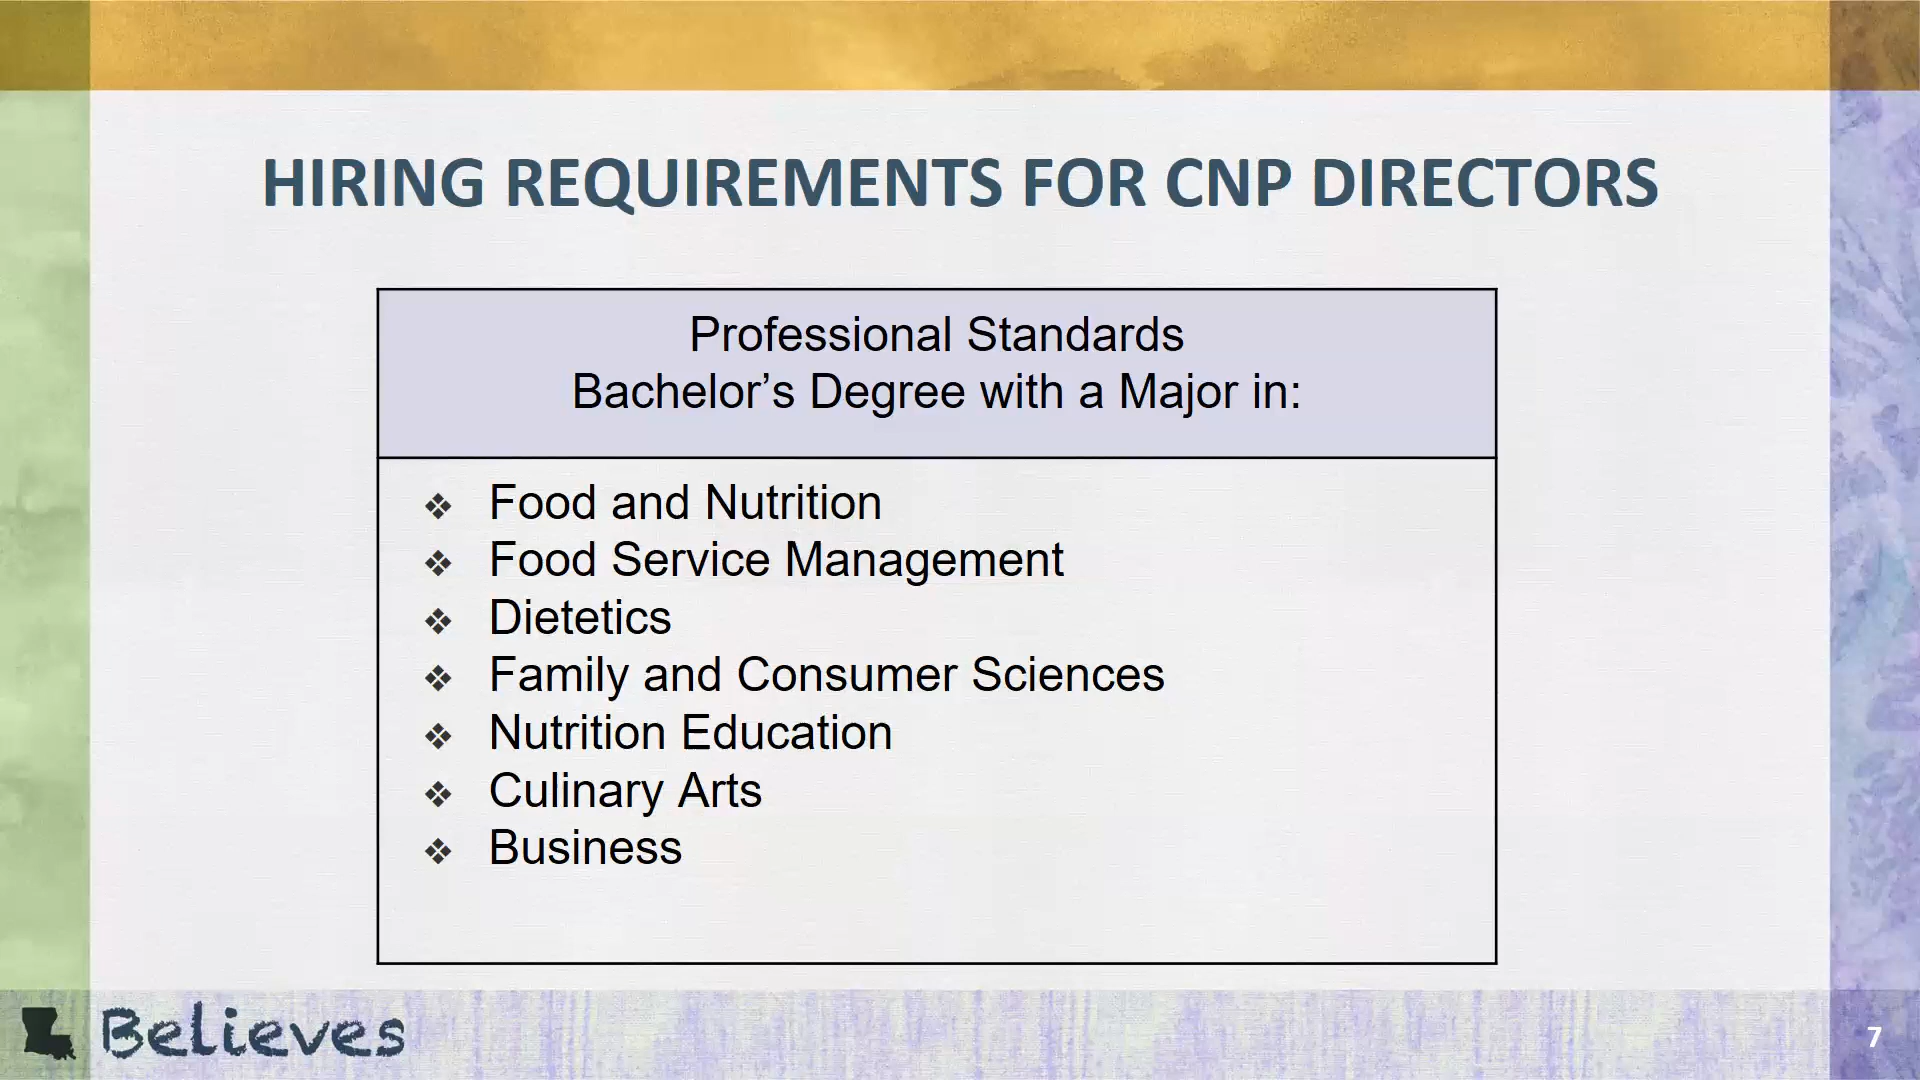 HIRING REQUIREMENTS FOR CNP DIRECTORS
Professional Standards
Bachelor’s Degree with a Major in:
❖ Food and Nutrition
❖ Food Service Management
❖ Dietetics
❖ Family and Consumer Sciences
❖ Nutrition Education
❖ Culinary Arts
❖ Business
Believes
7